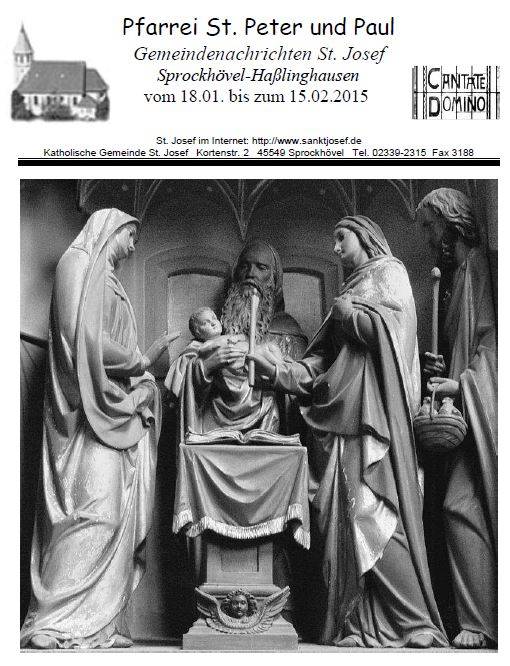 Pfarrei St. Peter und Paul
Gemeindenachrichten St. Josef
Sprockhövel-Haßlinghausen
vom 18.01. bis zum 15.02.2015
CANTATE
DOMINO
St. Josef im Internet: http://www.sanktjosef.de
Katholische Gemeinde St. Josef Kortenstr. 2 45549 Sprockhövel Tel. 02339-2315 Fax 3188